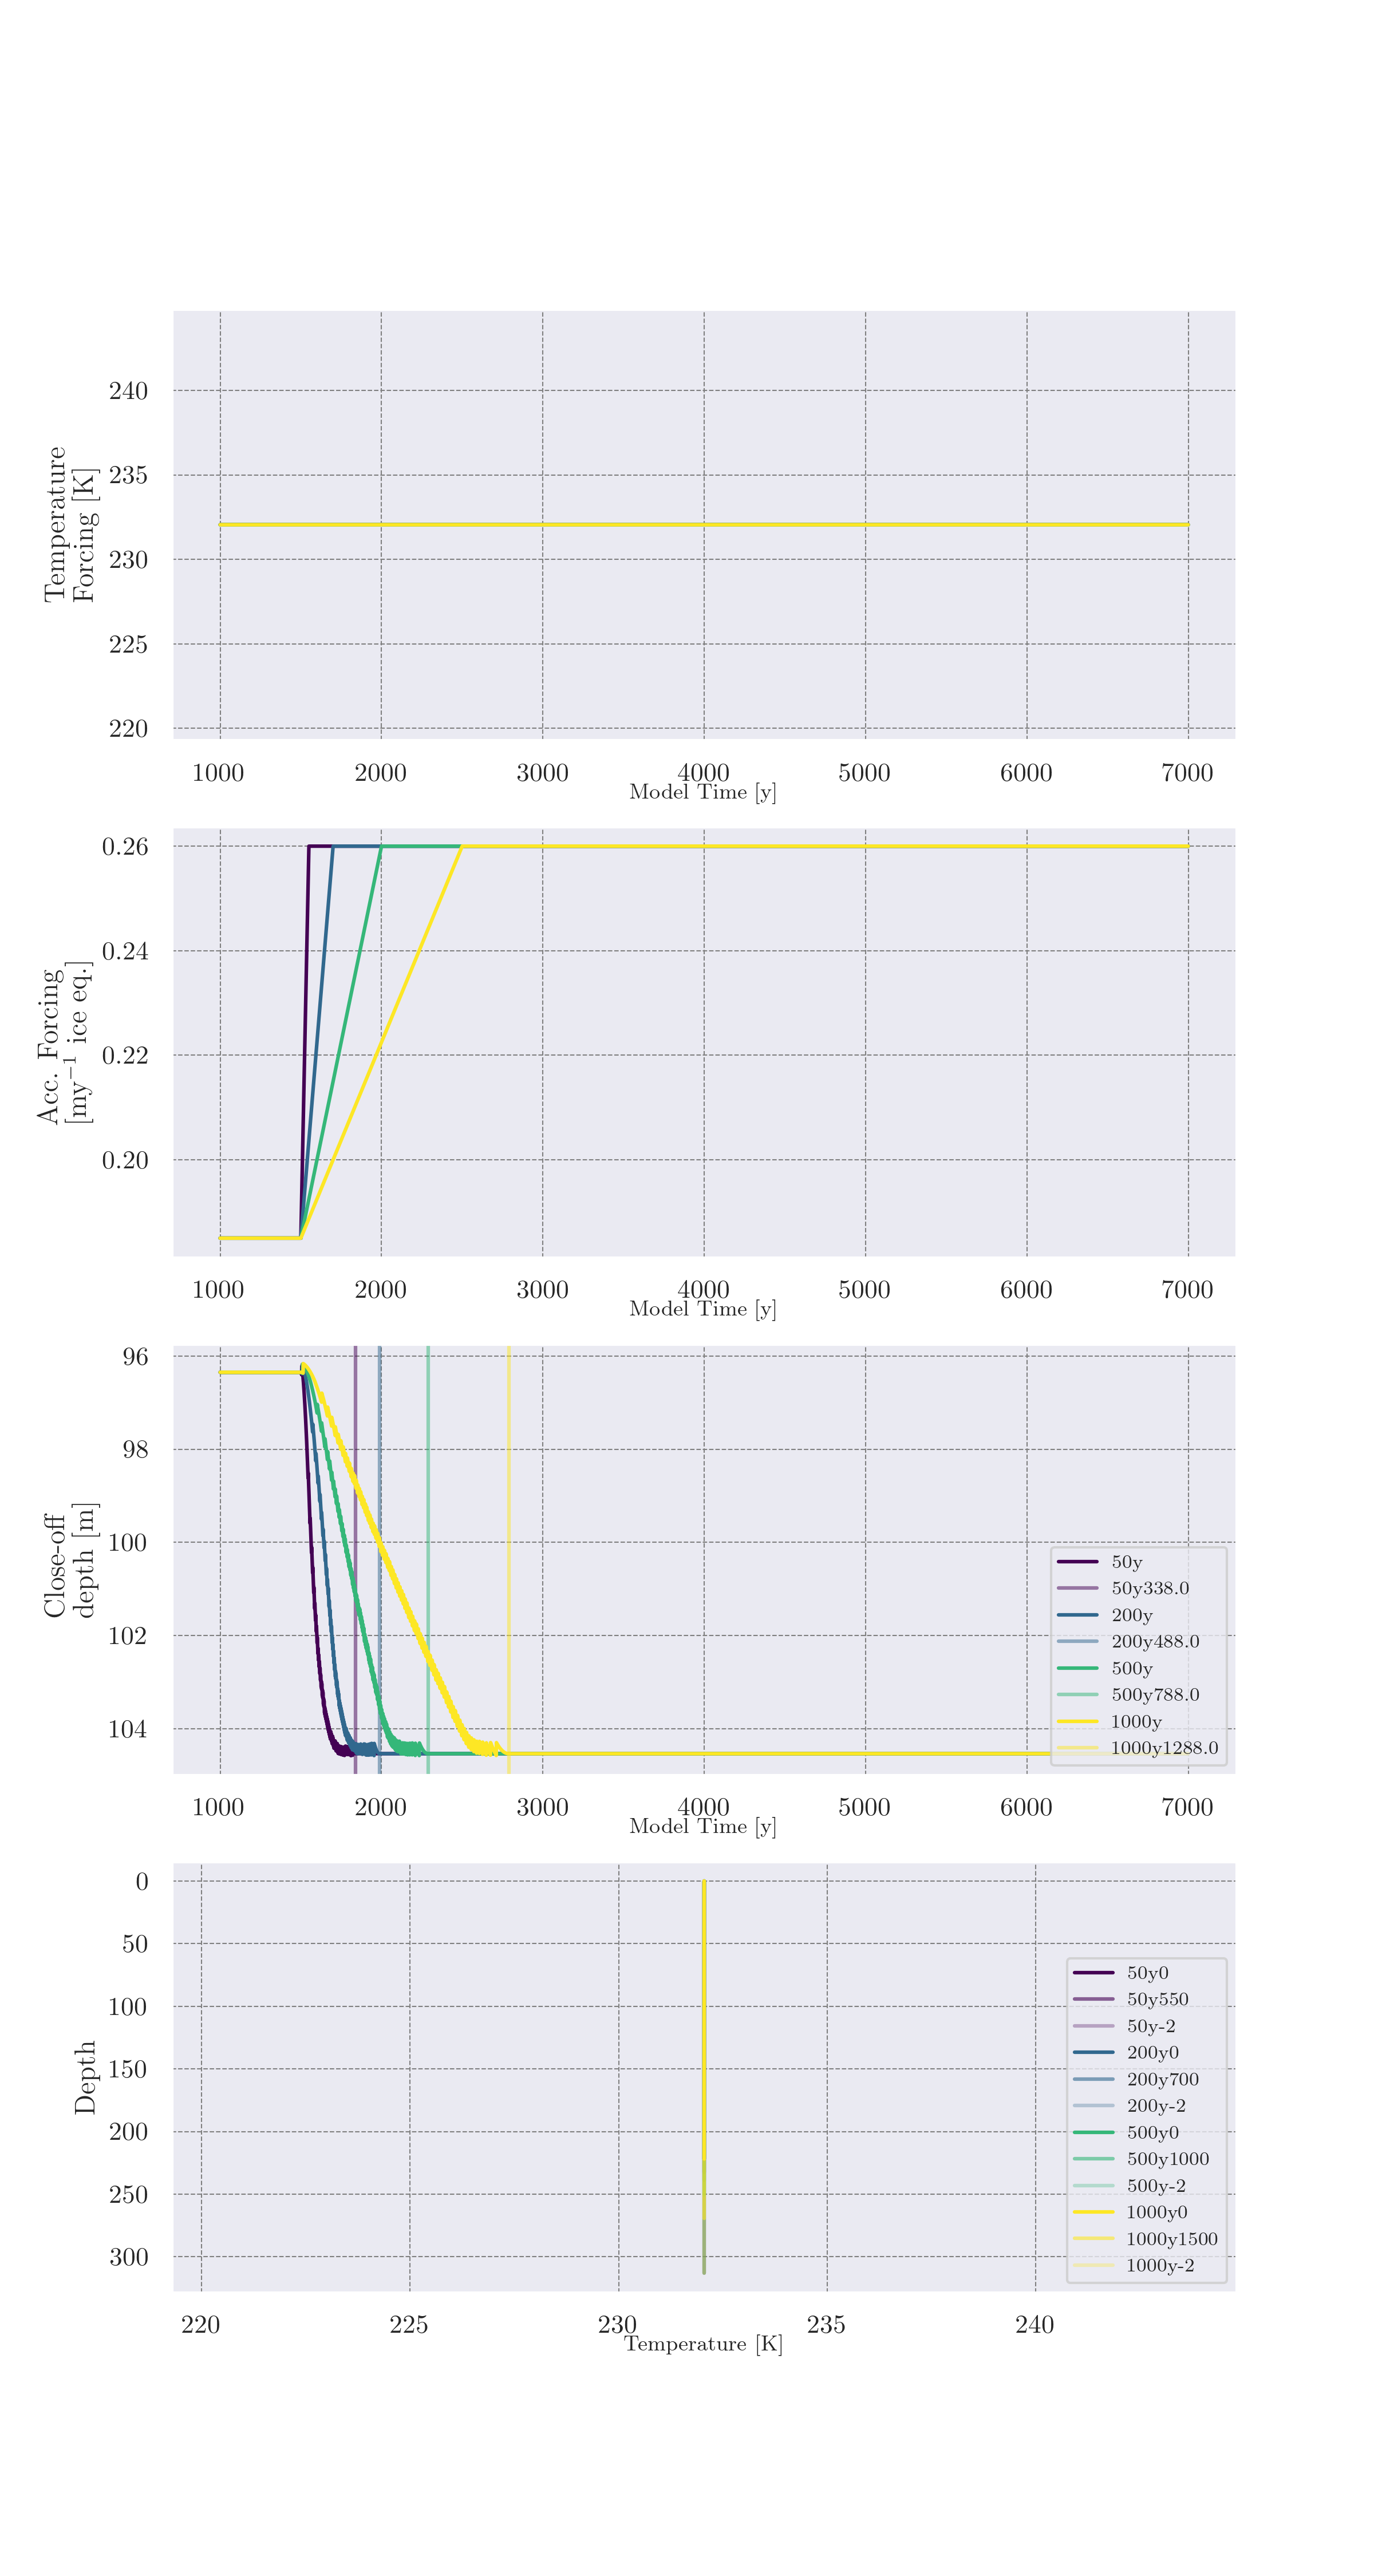 240
235
230
225
220
Temperature
Forcing [K]
1000 2000 3000 4000 5000 6000 7000
Model Time [y]
0.26
0.24
0.22
0.20
Acc. Forcing
[my⁻¹ ice eq.]
1000 2000 3000 4000 5000 6000 7000
Model Time [y]
96
98
100
102
104
Close-off
depth [m]
50y
50y338.0
200y
200y488.0
500y
500y788.0
1000y
1000y1288.0
1000 2000 3000 4000 5000 6000 7000
Model Time [y]
0
50
100
150
200
250
300
Depth
50y0
50y550
50y-2
200y0
200y700
200y-2
500y0
500y1000
500y-2
1000y0
1000y1500
1000y-2
220 225 230 235 240
Temperature [K]